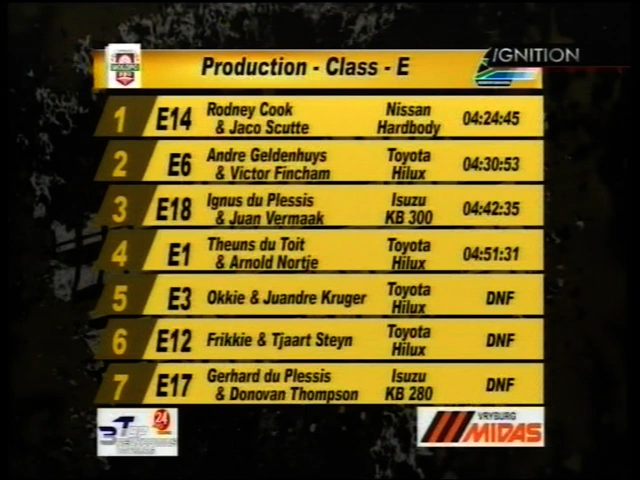 IGNITION
Production - Class - E
1 E14 Rodney Cook & Jaco Scutte Nissan Hardbody 04:24:45
2 E6 Andre Geldenhuys & Victor Fincham Toyota Hilux 04:30:53
3 E18 Ignus du Plessis & Juan Vermaak Isuzu KB 300 04:42:35
4 E1 Theuns du Toit & Arnold Nortje Toyota Hilux 04:51:31
5 E3 Okkie & Juandre Kruger Toyota Hilux DNF
6 E12 Frikkie & Tjaart Steyn Toyota Hilux DNF
7 E17 Gerhard du Plessis & Donovan Thompson Isuzu KB 280 DNF
24
VRYBURG
MIDAS